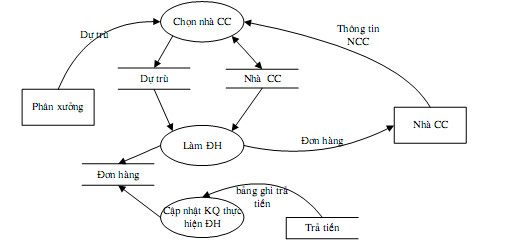 Chọn nhà CC
Thông tin
NCC
Dự trù
Dự trù
Nhà CC
Phân xưởng
Nhà CC
Đơn hàng
Làm ĐH
Đơn hàng
bảng ghi trả
tiền
Cập nhật KQ thực
hiện ĐH
Trả tiền